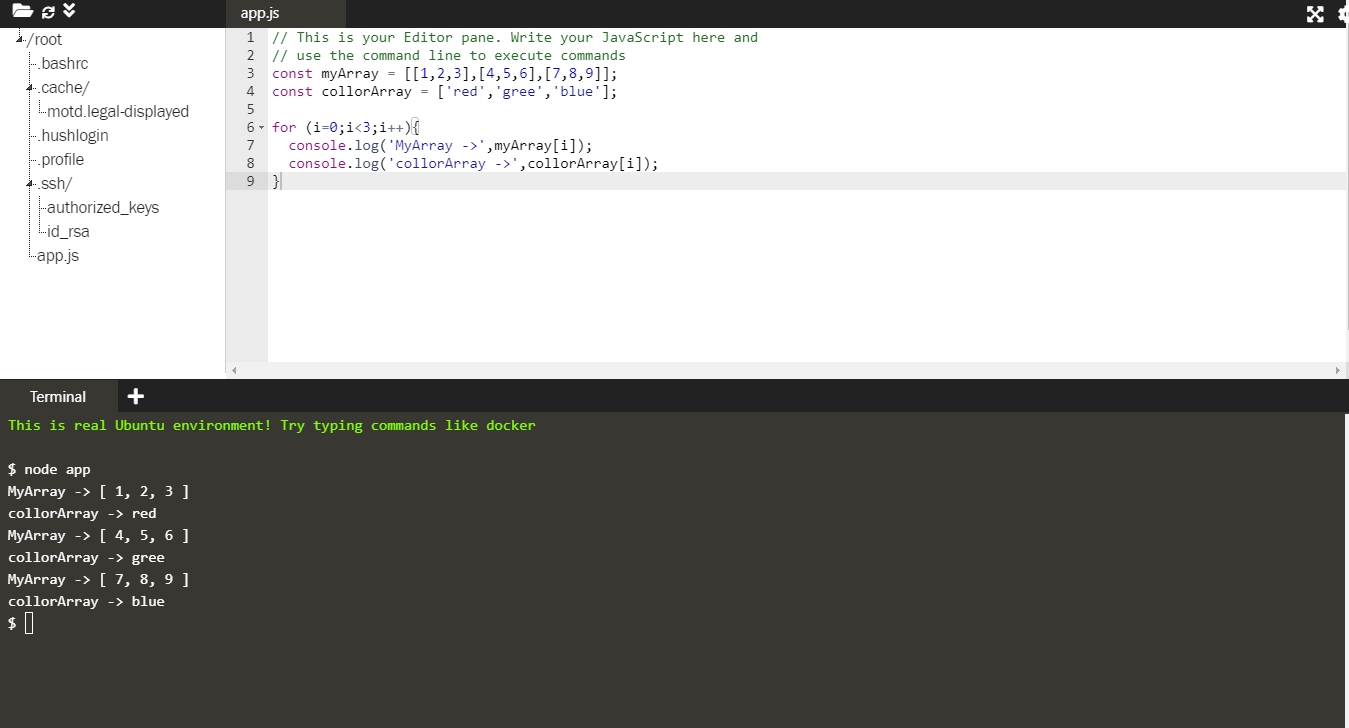 app.js
/root
.bashrc
.cache/
motd.legal-displayed
.hushlogin
.profile
.ssh/
authorized_keys
id_rsa
app.js
1 // This is your Editor pane. Write your JavaScript here and
2 // use the command line to execute commands
3 const myArray = [[1,2,3],[4,5,6],[7,8,9]];
4 const collorArray = ['red','gree','blue'];
5
6 for (i=0;i<3;i++){
7 console.log('MyArray ->',myArray[i]);
8 console.log('collorArray ->',collorArray[i]);
9 }
Terminal
This is real Ubuntu environment! Try typing commands like docker
$ node app
MyArray -> [ 1, 2, 3 ]
collorArray -> red
MyArray -> [ 4, 5, 6 ]
collorArray -> gree
MyArray -> [ 7, 8, 9 ]
collorArray -> blue
$